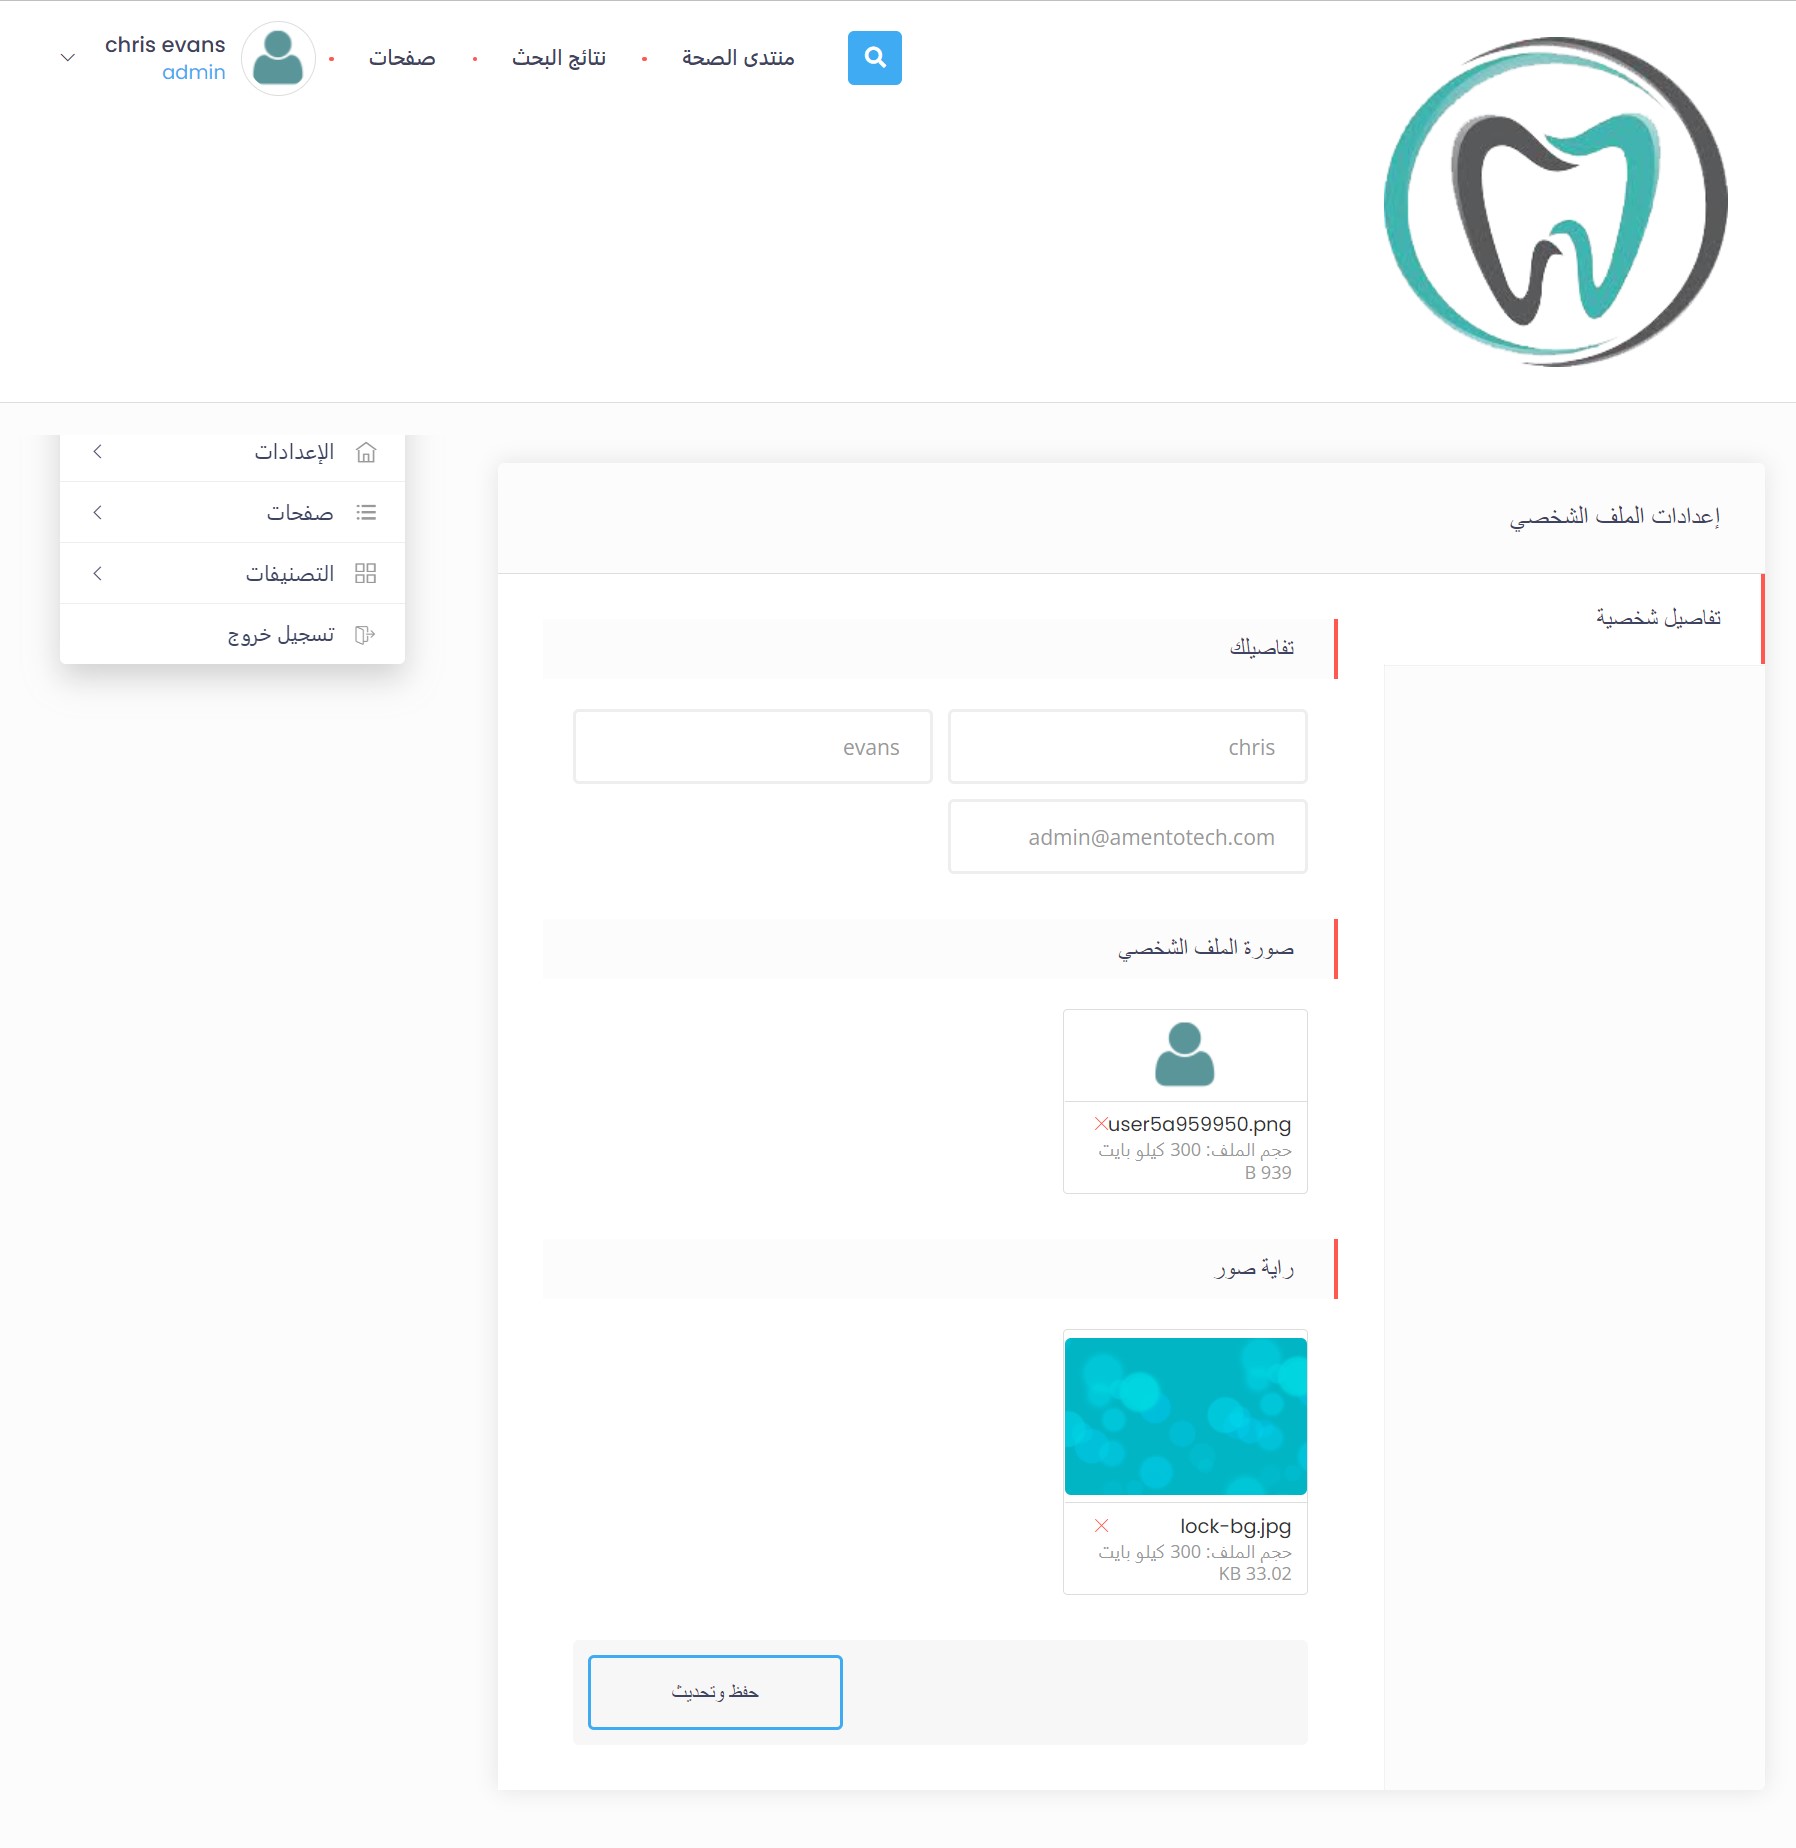 منتدى الصحة
نتائج البحث
صفحات
chris evans
admin
الإعدادات
صفحات
التصنيفات
تسجيل خروج
إعدادات الملف الشخصي
تفاصيل شخصية
تفاصيلك
chris
evans
admin@amentotech.com
صورة الملف الشخصي
user5a959950.png
حجم الملف: 300 كيلو بايت
B 939
راية صور
lock-bg.jpg
حجم الملف: 300 كيلو بايت
KB 33.02
حفظ وتحديث